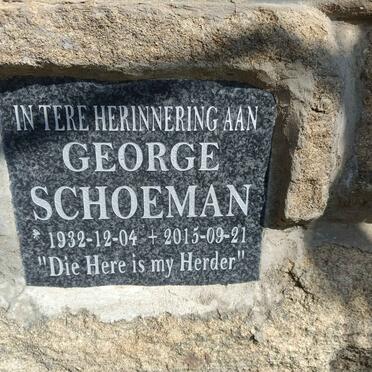 IN TERE HERINNERING AAN
GEORGE
SCHOEMAN
* 1932-12-04 + 2015-09-21
"Die Here is my Herder"